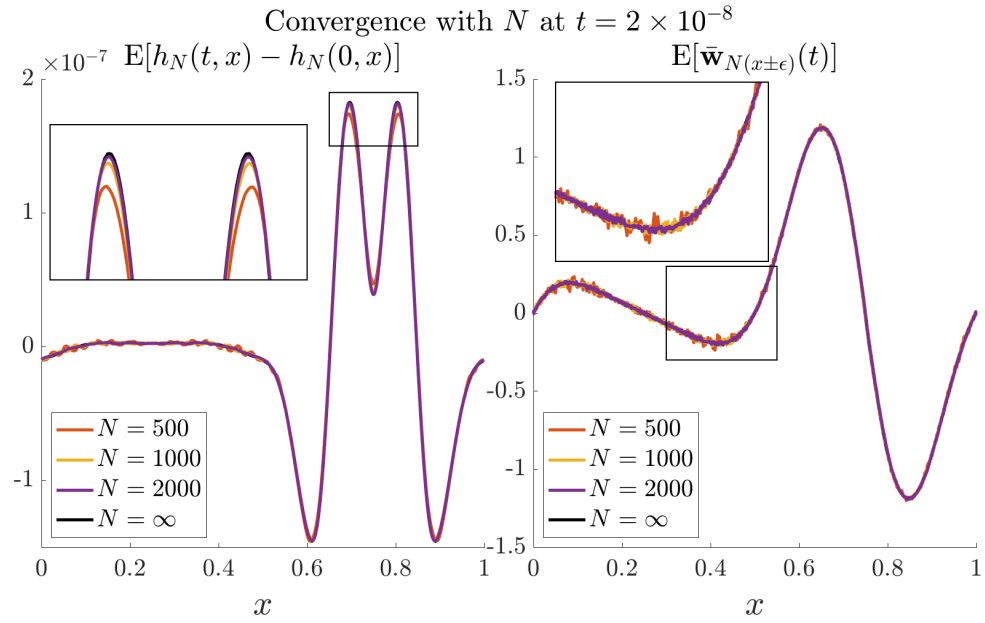 Convergence with N at t = 2 × 10⁻⁸
×10⁻⁷ E[h_N(t, x) − h_N(0, x)]
2
1
0
-1
N = 500
N = 1000
N = 2000
N = ∞
0 0.2 0.4 0.6 0.8 1
x
E[w̄_{N(x±ϵ)}(t)]
1.5
1
0.5
0
-0.5
-1
-1.5
N = 500
N = 1000
N = 2000
N = ∞
0 0.2 0.4 0.6 0.8 1
x